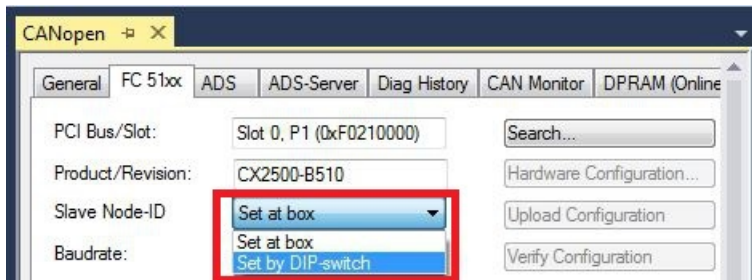 CANopen
General FC 51xx ADS ADS-Server Diag History CAN Monitor DPRAM (Online
PCI Bus/Slot: Slot 0, P1 (0xF0210000) Search...
Product/Revision: CX2500-B510 Hardware Configuration...
Slave Node-ID Set at box Upload Configuration
Set at box
Baudrate: Set by DIP-switch Verify Configuration